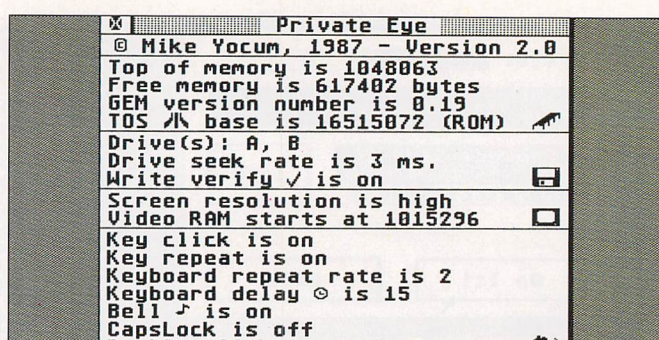 Private Eye
© Mike Yocum, 1987 - Version 2.0
Top of memory is 1048063
Free memory is 617402 bytes
GEM version number is 0.19
TOS base is 16515072 (ROM)
Drive(s): A, B
Drive seek rate is 3 ms.
Write verify ✓ is on
Screen resolution is high
Video RAM starts at 1015296
Key click is on
Key repeat is on
Keyboard repeat rate is 2
Keyboard delay is 15
Bell ♪ is on
CapsLock is off